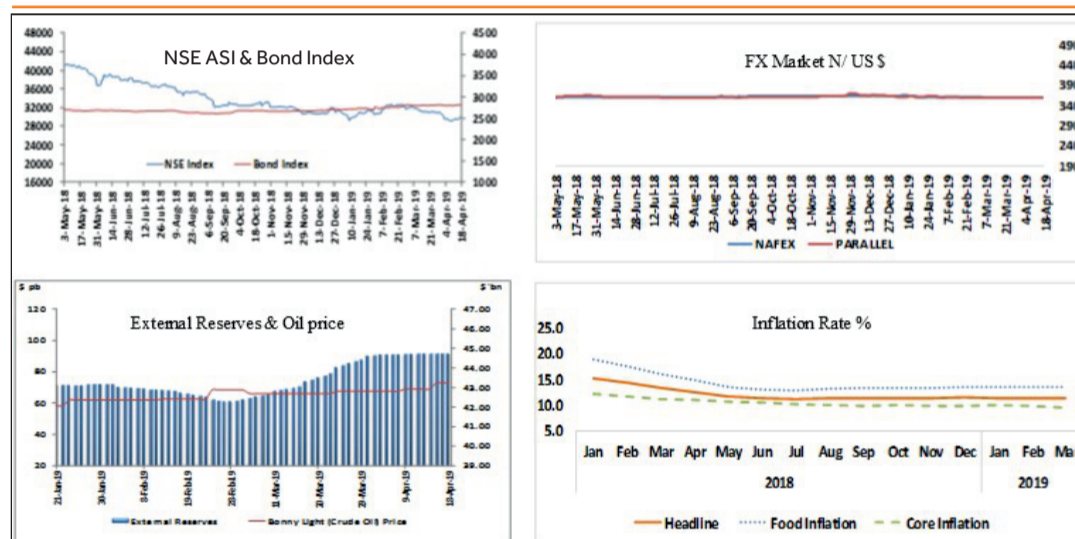 NSE ASI & Bond Index
48000
44000
40000
36000
32000
28000
24000
20000
16000
4500
4000
3500
3000
2500
2000
1500
1000
NSE Index
Bond Index
3-May-18
17-May-18
31-May-18
14-Jun-18
28-Jun-18
12-Jul-18
26-Jul-18
9-Aug-18
23-Aug-18
6-Sep-18
20-Sep-18
4-Oct-18
18-Oct-18
1-Nov-18
15-Nov-18
29-Nov-18
13-Dec-18
27-Dec-18
10-Jan-19
24-Jan-19
7-Feb-19
21-Feb-19
7-Mar-19
21-Mar-19
4-Apr-19
18-Apr-19
FX Market N/ US $
490
440
390
340
290
240
190
3-May-18
17-May-18
31-May-18
14-Jun-18
28-Jun-18
12-Jul-18
26-Jul-18
9-Aug-18
23-Aug-18
6-Sep-18
20-Sep-18
4-Oct-18
18-Oct-18
1-Nov-18
15-Nov-18
29-Nov-18
13-Dec-18
27-Dec-18
10-Jan-19
24-Jan-19
7-Feb-19
21-Feb-19
7-Mar-19
21-Mar-19
4-Apr-19
18-Apr-19
NAFEX
PARALLEL
$ pb
$'bn
External Reserves & Oil price
120
100
80
60
40
20
47.00
46.00
45.00
44.00
43.00
42.00
41.00
40.00
39.00
21-Jan-19
30-Jan-19
8-Feb-19
19-Feb-19
28-Feb-19
11-Mar-19
20-Mar-19
29-Mar-19
9-Apr-19
18-Apr-19
External Reserves
Bonny Light (Crude Oil) Price
Inflation Rate %
25.0
20.0
15.0
10.0
5.0
Jan Feb Mar Apr May Jun Jul Aug Sep Oct Nov Dec Jan Feb Mar
2018 2019
Headline
Food Inflation
Core Inflation